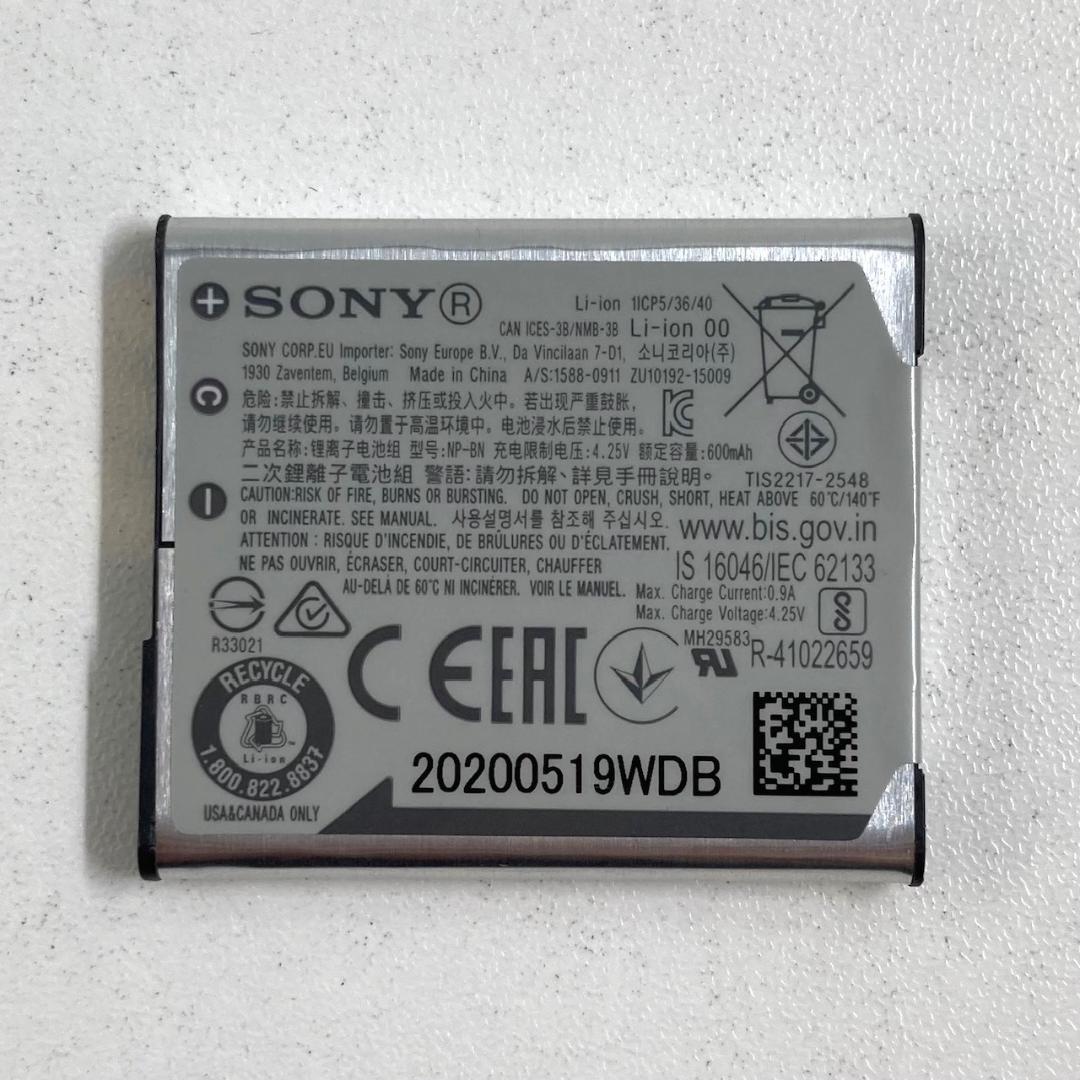 + SONY®
Li-ion 1ICP5/36/40
CAN ICES-3B/NMB-3B Li-ion 00
SONY CORP.EU Importer: Sony Europe B.V., Da Vincilaan 7-D1, 소니코리아(주)
1930 Zaventem, Belgium Made in China A/S:1588-0911 ZU10192-15009
C
危险:禁止拆解、撞击、挤压或投入火中。若出现严重鼓胀,
请勿继续使用。请勿置于高温环境中。电池浸水后禁止使用。
产品名称:锂离子电池组 型号:NP-BN 充电限制电压:4.25V 额定容量:600mAh
二次鋰離子電池組 警語:請勿拆解、詳見手冊說明。
TIS2217-2548
CAUTION:RISK OF FIRE, BURNS OR BURSTING. DO NOT OPEN, CRUSH, SHORT, HEAT ABOVE 60℃/140℉
OR INCINERATE. SEE MANUAL. 사용설명서를 참조해 주십시오.
www.bis.gov.in
ATTENTION : RISQUE D'INCENDIE, DE BRÛLURES OU D'ÉCLATEMENT.
NE PAS OUVRIR, ÉCRASER, COURT-CIRCUITER, CHAUFFER
IS 16046/IEC 62133
AU-DELÀ DE 60℃ NI INCINÉRER. VOIR LE MANUEL.
Max. Charge Current:0.9A
Max. Charge Voltage:4.25V
R33021
MH29583
R-41022659
CE EAC
RECYCLE
RBRC
Li-ion
1.800.822.8837
USA&CANADA ONLY
20200519WDB